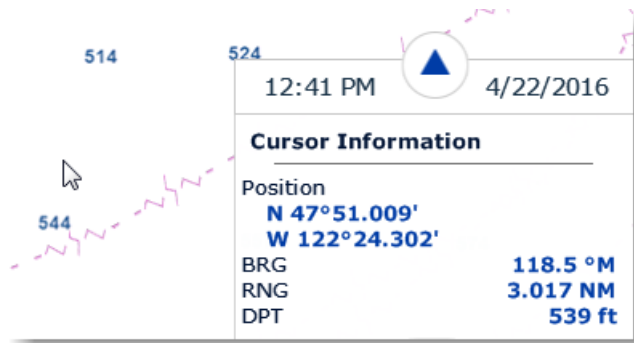 514
524
544
12:41 PM 4/22/2016
Cursor Information
Position
N 47°51.009'
W 122°24.302'
BRG 118.5 °M
RNG 3.017 NM
DPT 539 ft